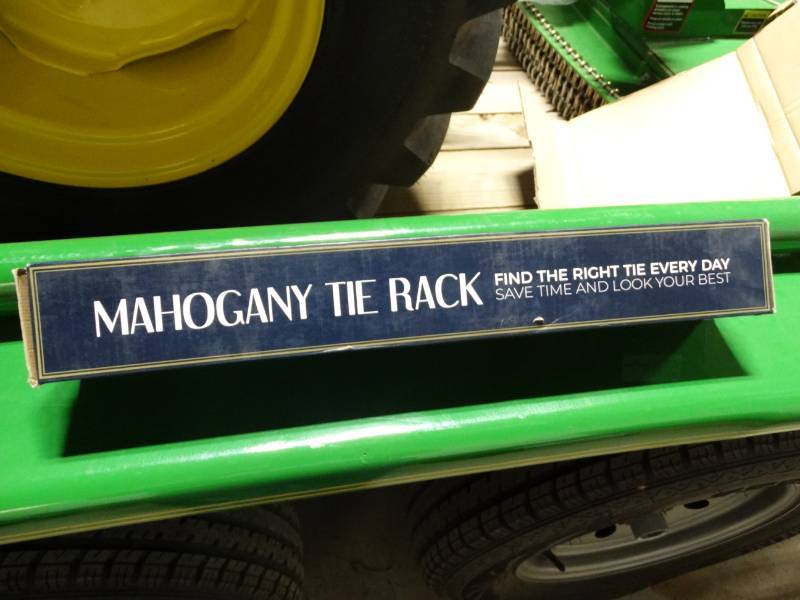 MAHOGANY TIE RACK
FIND THE RIGHT TIE EVERY DAY
SAVE TIME AND LOOK YOUR BEST